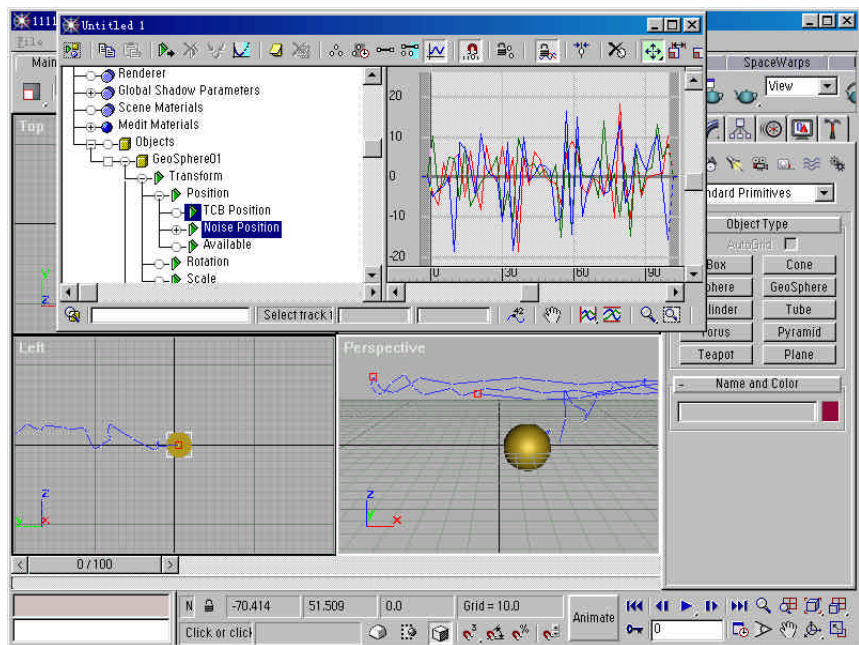 1111
Untitled 1
File
Main
SpaceWarps
View
Renderer
Global Shadow Parameters
Scene Materials
Medit Materials
Objects
GeoSphere01
Transform
Position
TCB Position
Noise Position
Available
Rotation
Scale
20
10
0
-10
-20
0
30
60
90
Select track
Top
y
z
ndard Primitives
Object Type
AutoGrid
Box Cone
phere GeoSphere
linder Tube
Torus Pyramid
Teapot Plane
- Name and Color
Left
z
y x
Perspective
z
y x
< 0 / 100 >
N -70.414 51.509 0.0 Grid = 10.0
Animate
Click or click
3
%
0